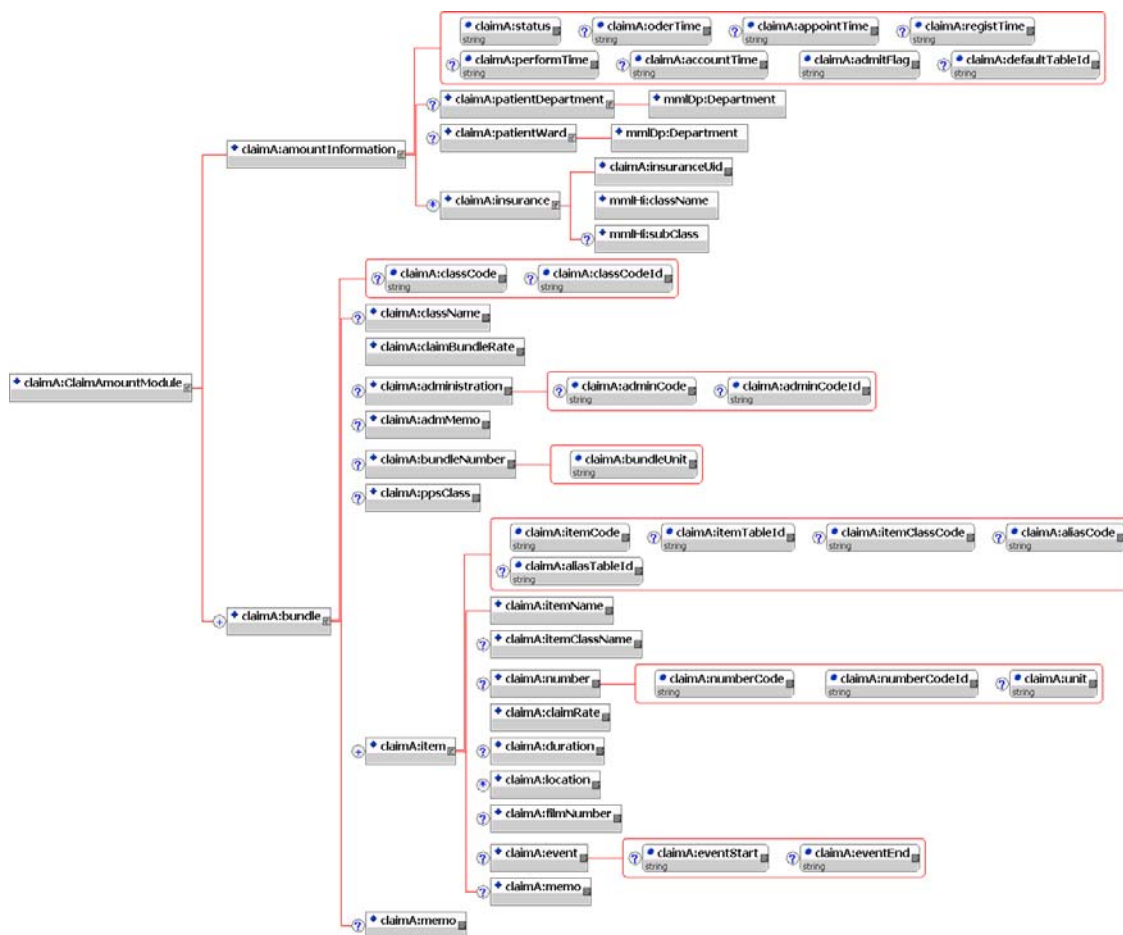 claimA:status claimA:oderTime claimA:appointTime claimA:registTime
string string string string
claimA:performTime claimA:accountTime claimA:admitFlag claimA:defaultTableId
string string string string
claimA:patientDepartment mmlDp:Department
claimA:patientWard mmlDp:Department
claimA:amountInformation
claimA:insuranceUid
claimA:insurance mmlHi:className
mmlHi:subClass
claimA:classCode claimA:classCodeId
string string
claimA:className
claimA:claimBundleRate
claimA:ClaimAmountModule
claimA:administration claimA:adminCode claimA:adminCodeId
string string
claimA:admMemo
claimA:bundleNumber claimA:bundleUnit
string
claimA:ppsClass
claimA:itemCode claimA:itemTableId claimA:itemClassCode claimA:aliasCode
string string string string
claimA:aliasTableId
string
claimA:bundle claimA:itemName
claimA:itemClassName
claimA:number claimA:numberCode claimA:numberCodeId claimA:unit
string string string
claimA:claimRate
claimA:item claimA:duration
claimA:location
claimA:filmNumber
claimA:event claimA:eventStart claimA:eventEnd
string string
claimA:memo
claimA:memo